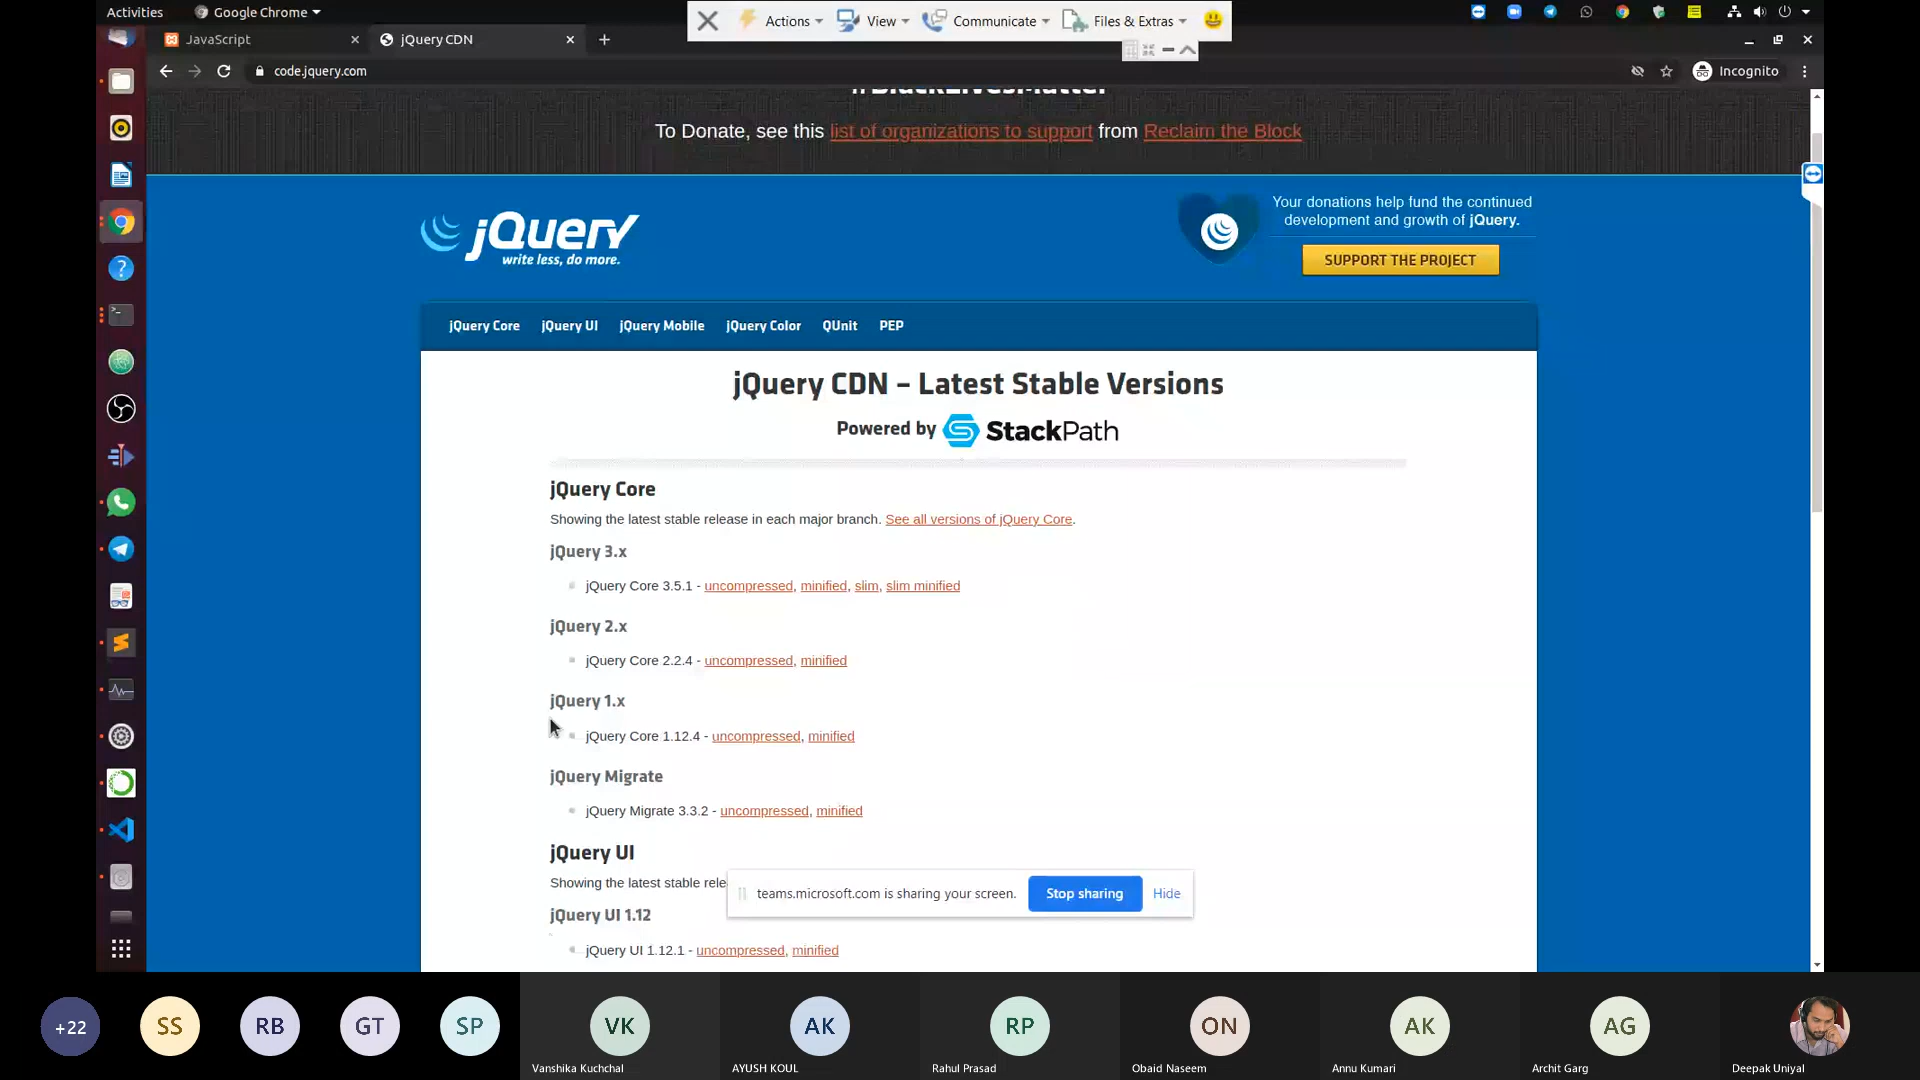 Activities
Google Chrome
Actions
View
Communicate
Files & Extras
JavaScript
jQuery CDN
code.jquery.com
Incognito
#BlackLivesMatter
To Donate, see this list of organizations to support from Reclaim the Block
jQuery
write less, do more.
Your donations help fund the continued
development and growth of jQuery.
SUPPORT THE PROJECT
jQuery Core
jQuery UI
jQuery Mobile
jQuery Color
QUnit
PEP
jQuery CDN – Latest Stable Versions
Powered by StackPath
jQuery Core
Showing the latest stable release in each major branch. See all versions of jQuery Core.
jQuery 3.x
jQuery Core 3.5.1 - uncompressed, minified, slim, slim minified
jQuery 2.x
jQuery Core 2.2.4 - uncompressed, minified
jQuery 1.x
jQuery Core 1.12.4 - uncompressed, minified
jQuery Migrate
jQuery Migrate 3.3.2 - uncompressed, minified
jQuery UI
Showing the latest stable rele
teams.microsoft.com is sharing your screen.
Stop sharing
Hide
jQuery UI 1.12
jQuery UI 1.12.1 - uncompressed, minified
+22
SS
RB
GT
SP
VK
AK
RP
ON
AK
AG
Vanshika Kuchchal
AYUSH KOUL
Rahul Prasad
Obaid Naseem
Annu Kumari
Archit Garg
Deepak Uniyal